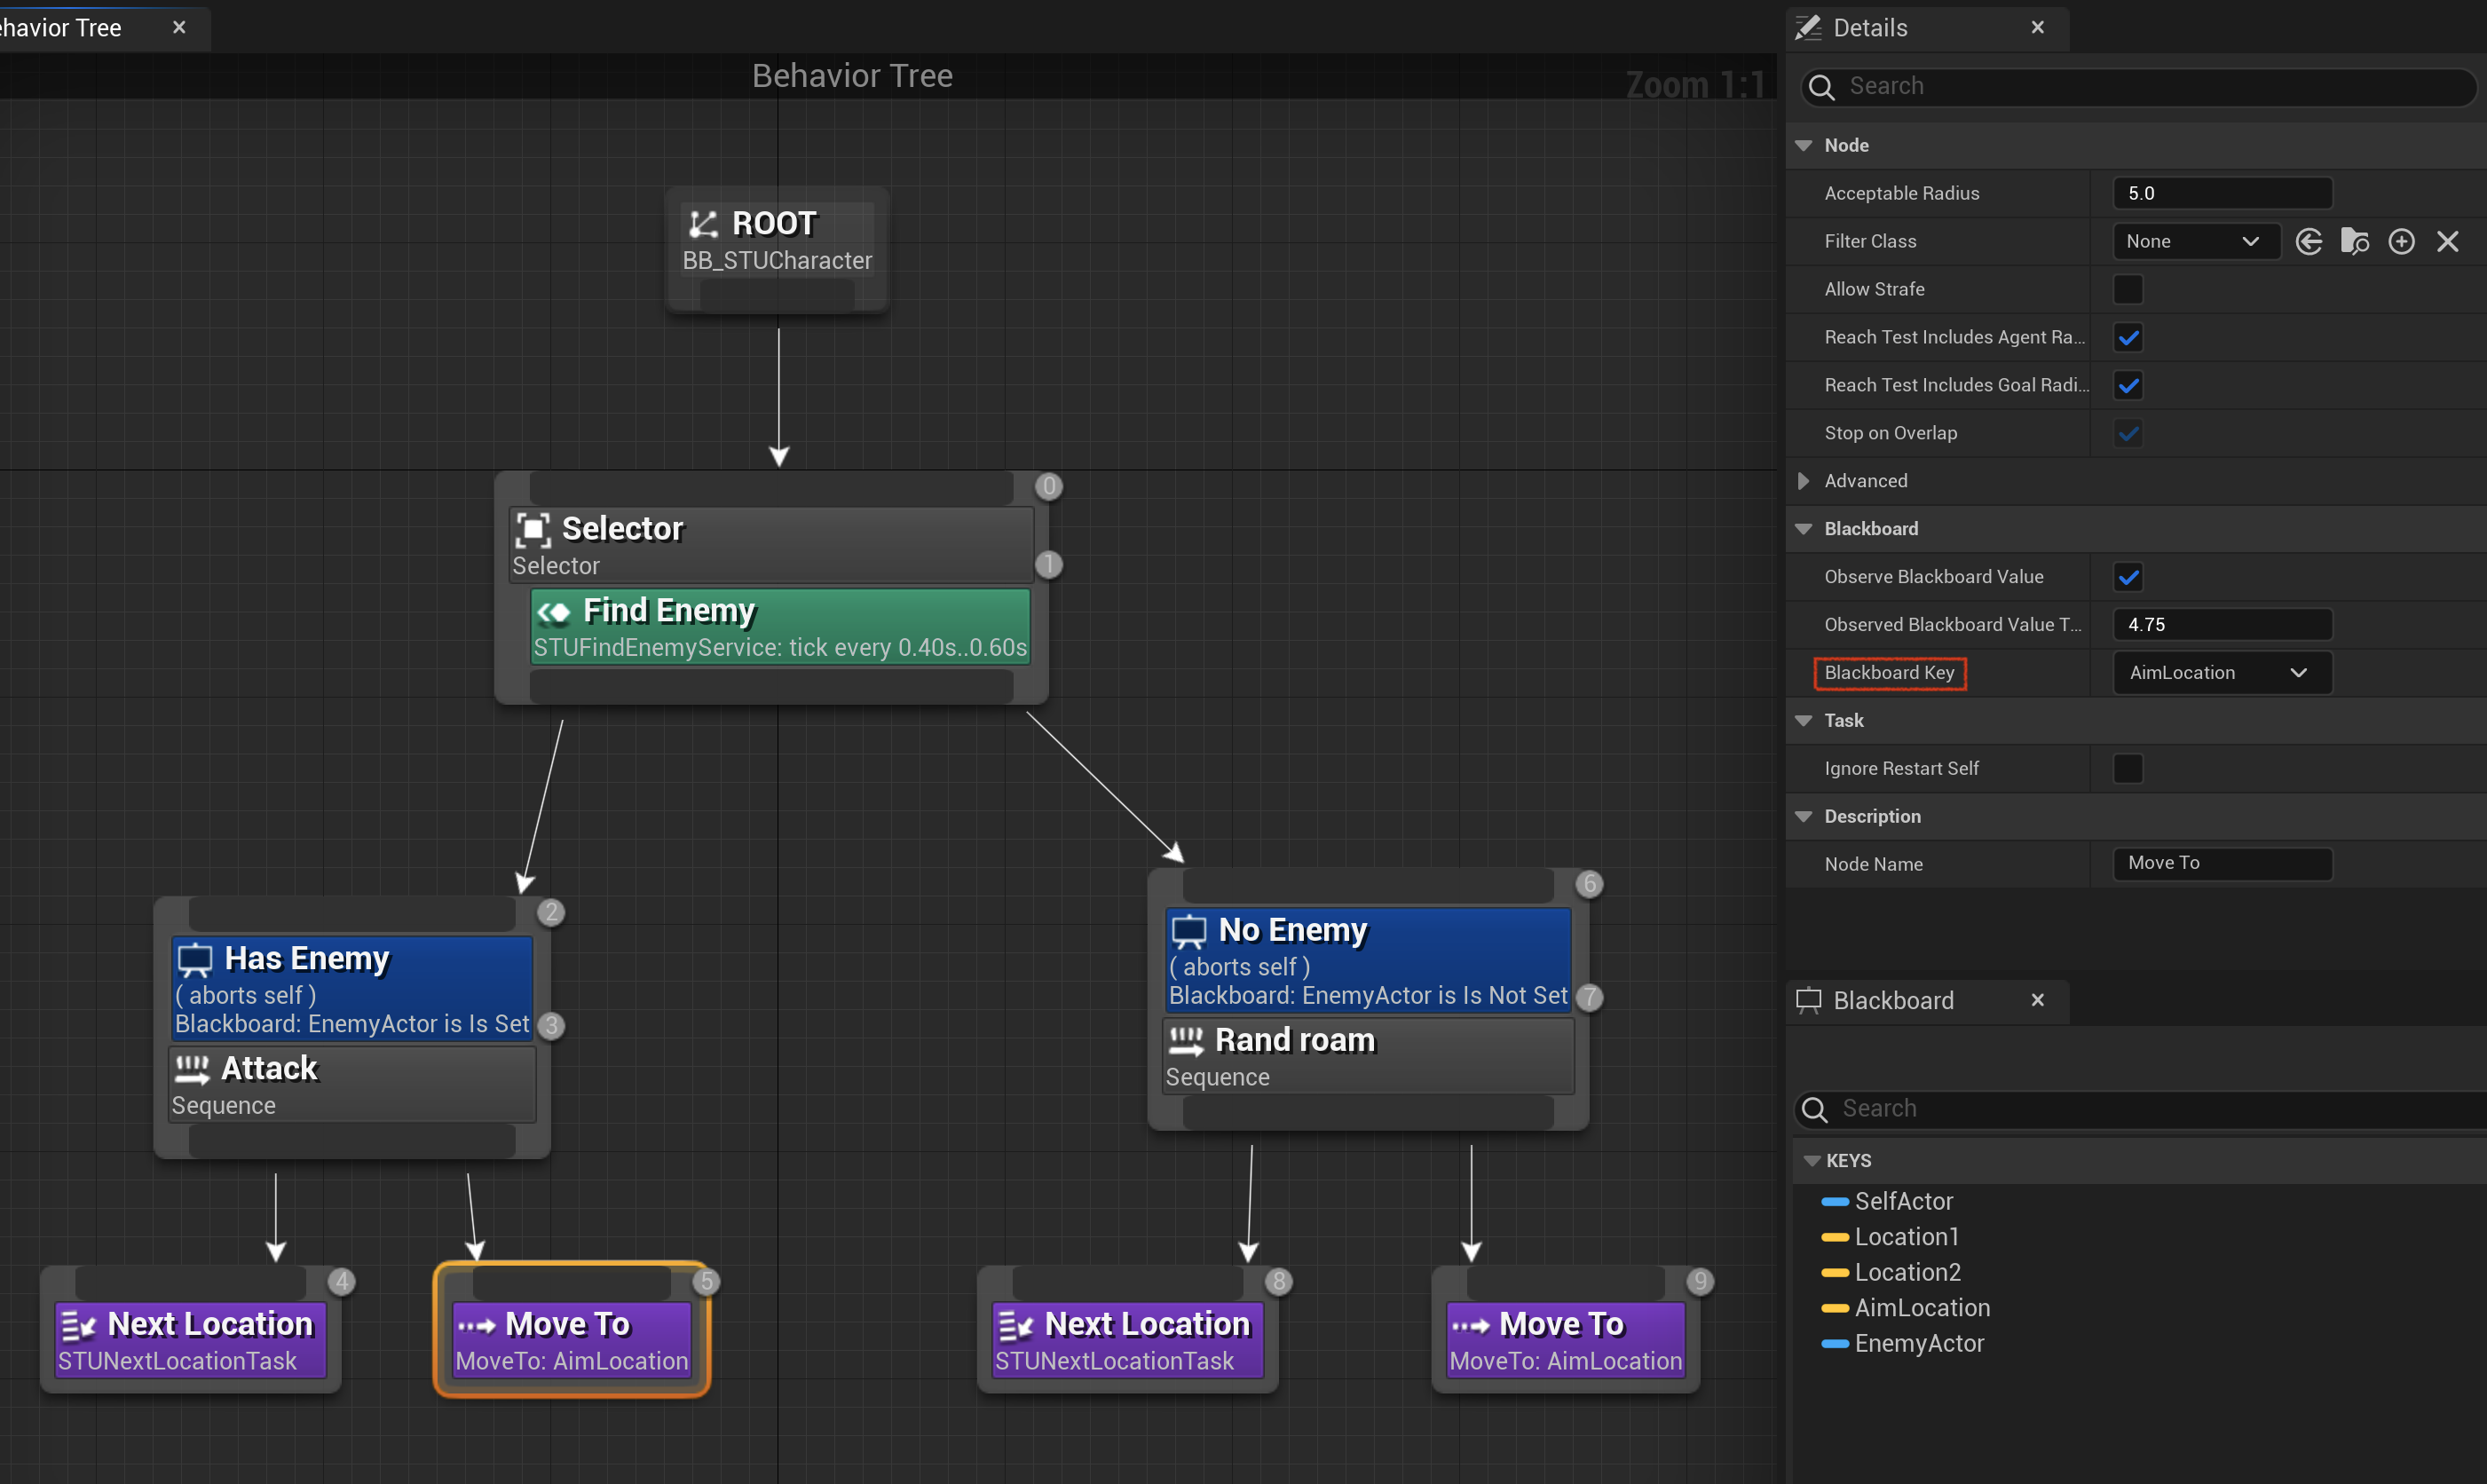 ehavior Tree
Behavior Tree
Zoom 1:1
ROOT
BB_STUCharacter
0
Selector
Selector
1
Find Enemy
STUFindEnemyService: tick every 0.40s..0.60s
2
Has Enemy
( aborts self )
Blackboard: EnemyActor is Is Set
3
Attack
Sequence
6
No Enemy
( aborts self )
Blackboard: EnemyActor is Is Not Set
7
Rand roam
Sequence
4
Next Location
STUNextLocationTask
5
Move To
MoveTo: AimLocation
8
Next Location
STUNextLocationTask
9
Move To
MoveTo: AimLocation
Details
Search
Node
Acceptable Radius 5.0
Filter Class None
Allow Strafe
Reach Test Includes Agent Ra...
Reach Test Includes Goal Radi...
Stop on Overlap
Advanced
Blackboard
Observe Blackboard Value
Observed Blackboard Value T... 4.75
Blackboard Key AimLocation
Task
Ignore Restart Self
Description
Node Name Move To
Blackboard
Search
KEYS
SelfActor
Location1
Location2
AimLocation
EnemyActor